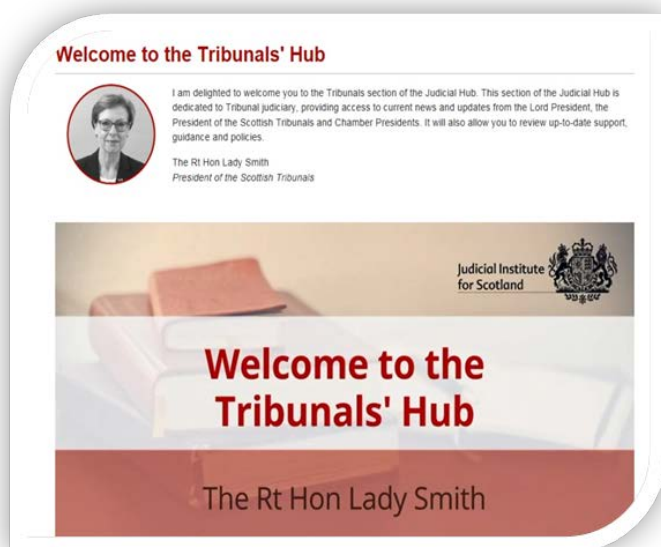 Welcome to the Tribunals' Hub
I am delighted to welcome you to the Tribunals section of the Judicial Hub. This section of the Judicial Hub is
dedicated to Tribunal judiciary, providing access to current news and updates from the Lord President, the
President of the Scottish Tribunals and Chamber Presidents. It will also allow you to review up-to-date support,
guidance and policies.
The Rt Hon Lady Smith
President of the Scottish Tribunals
Judicial Institute
for Scotland
Welcome to the
Tribunals' Hub
The Rt Hon Lady Smith